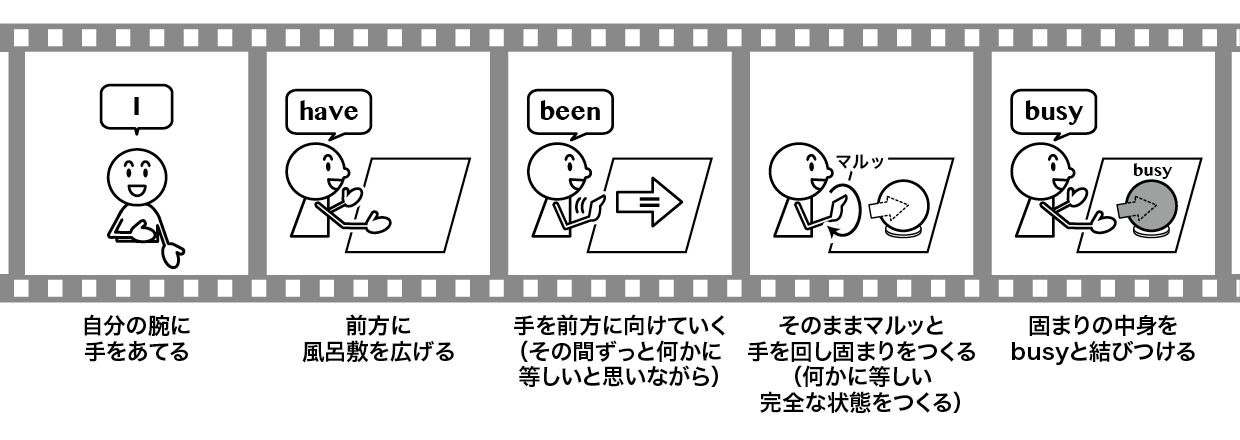 I
have
been
マルッ
busy
busy
自分の腕に
手をあてる
前方に
風呂敷を広げる
手を前方に向けていく
(その間ずっと何かに
等しいと思いながら)
そのままマルッと
手を回し固まりをつくる
(何かに等しい
完全な状態をつくる)
固まりの中身を
busyと結びつける